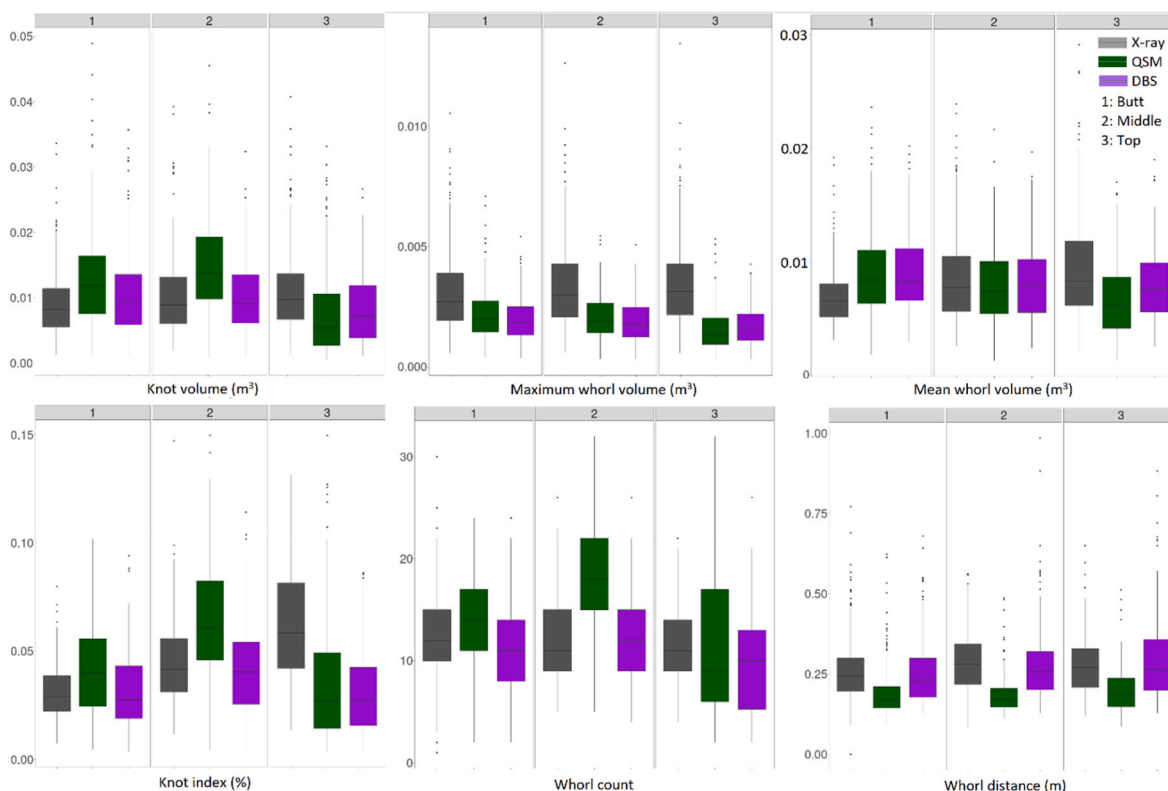 1 2 3
0.05
0.04
0.03
0.02
0.01
0.00
Knot volume (m³)
1 2 3
0.010
0.005
0.000
Maximum whorl volume (m³)
1 2 3
0.03
0.02
0.01
0
X-ray
QSM
DBS
1: Butt
2: Middle
3: Top
Mean whorl volume (m³)
1 2 3
0.15
0.10
0.05
0.00
Knot index (%)
1 2 3
30
20
10
0
Whorl count
1 2 3
1.00
0.75
0.50
0.25
0.00
Whorl distance (m)